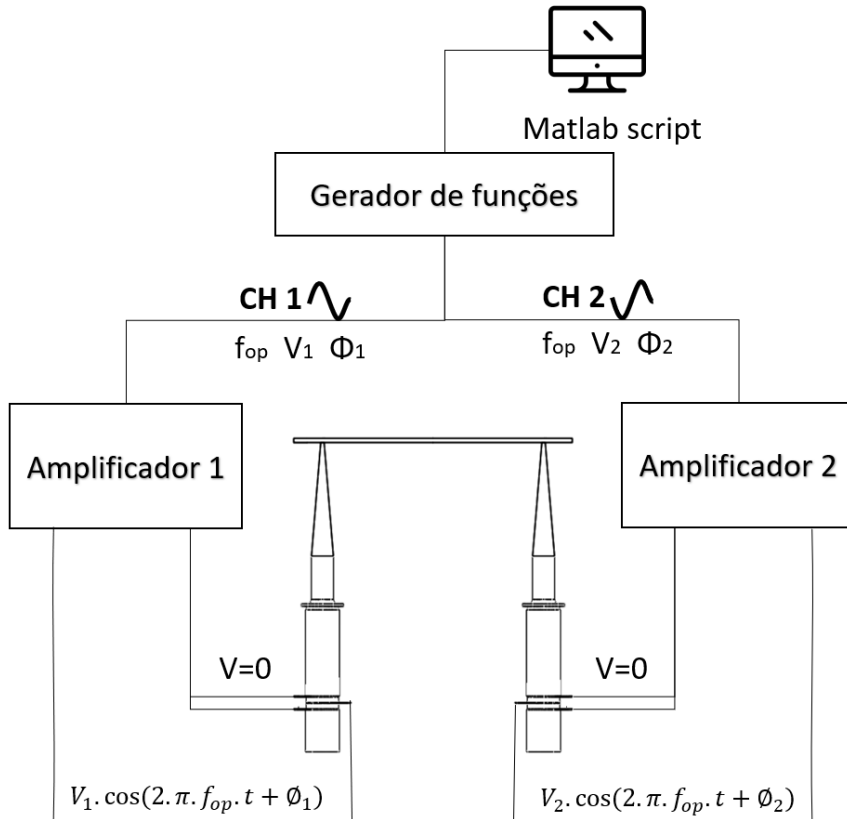 Matlab script
Gerador de funções
CH 1
CH 2
fop V1 Φ1
fop V2 Φ2
Amplificador 1
Amplificador 2
V=0
V=0
V₁.cos(2.π.fₒₚ.t + ∅₁)
V₂.cos(2.π.fₒₚ.t + ∅₂)